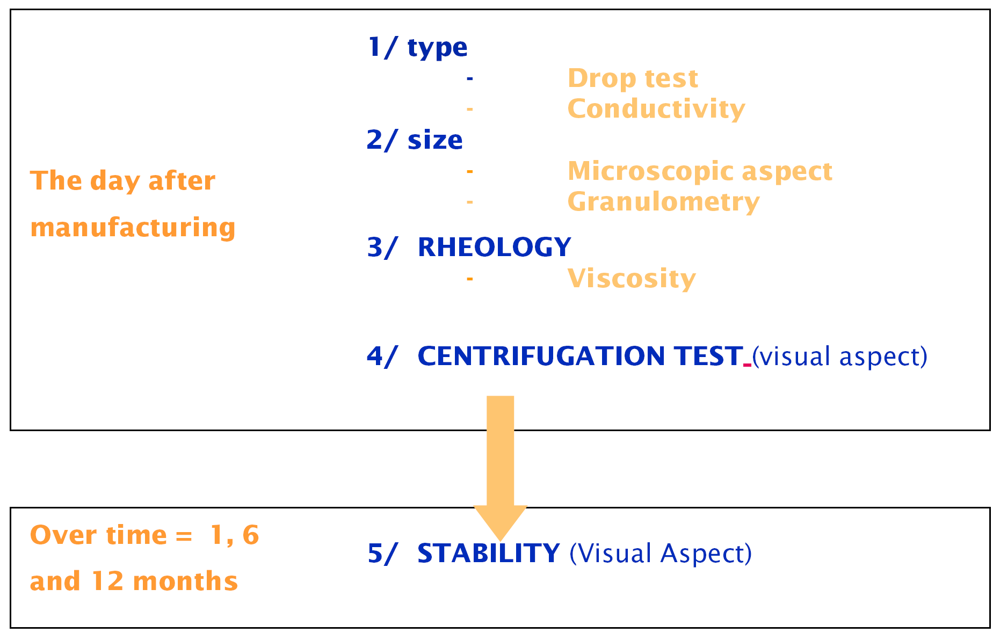 1/ type
- Drop test
- Conductivity
2/ size
- Microscopic aspect
- Granulometry
The day after
manufacturing
3/ RHEOLOGY
- Viscosity
4/ CENTRIFUGATION TEST (visual aspect)
Over time = 1, 6
and 12 months
5/ STABILITY (Visual Aspect)